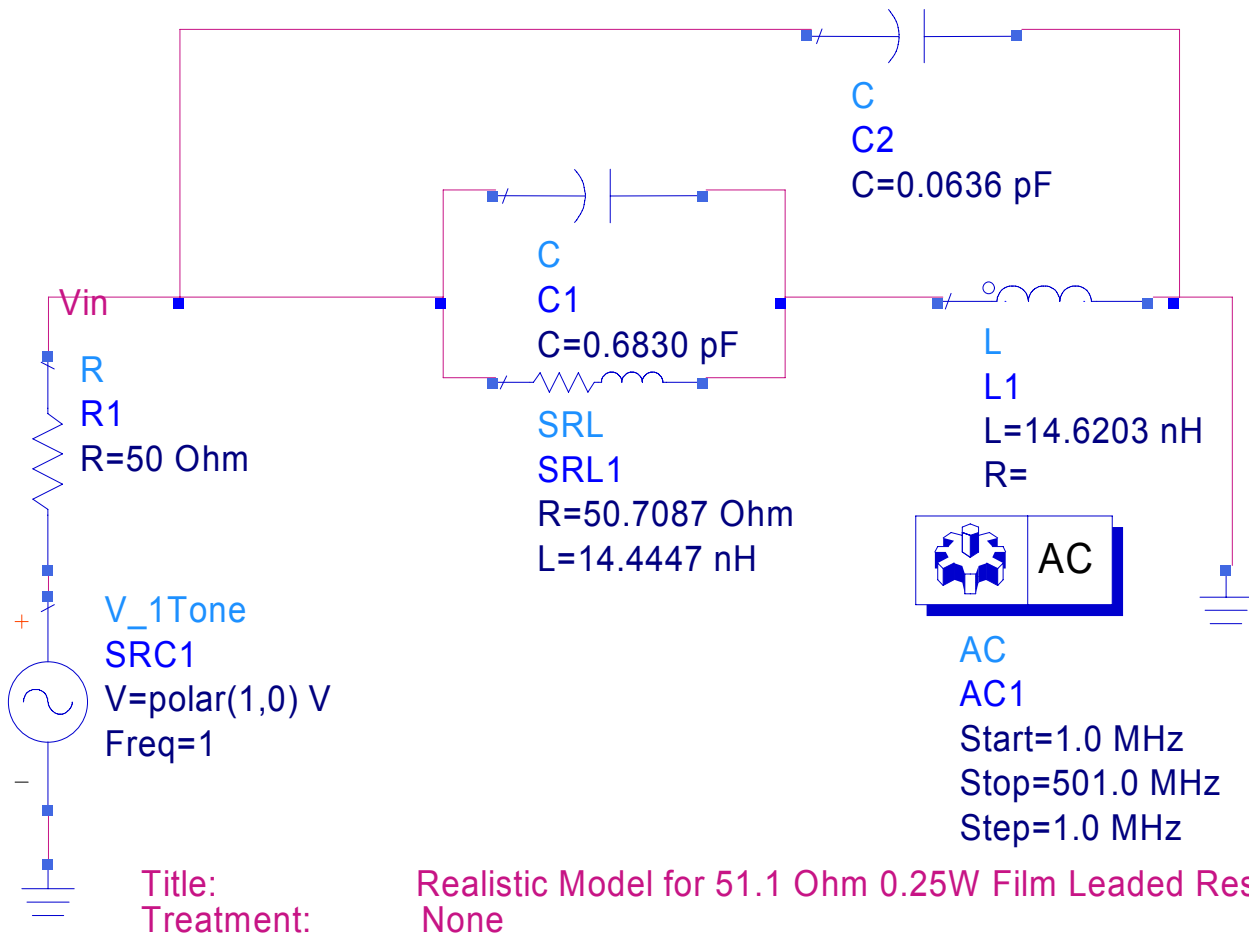 C
C2
C=0.0636 pF
C
C1
C=0.6830 pF
Vin
R
R1
R=50 Ohm
L
L1
L=14.6203 nH
R=
SRL
SRL1
R=50.7087 Ohm
L=14.4447 nH
AC
+
V_1Tone
SRC1
V=polar(1,0) V
Freq=1
–
AC
AC1
Start=1.0 MHz
Stop=501.0 MHz
Step=1.0 MHz
Title: Realistic Model for 51.1 Ohm 0.25W Film Leaded Res
Treatment: None